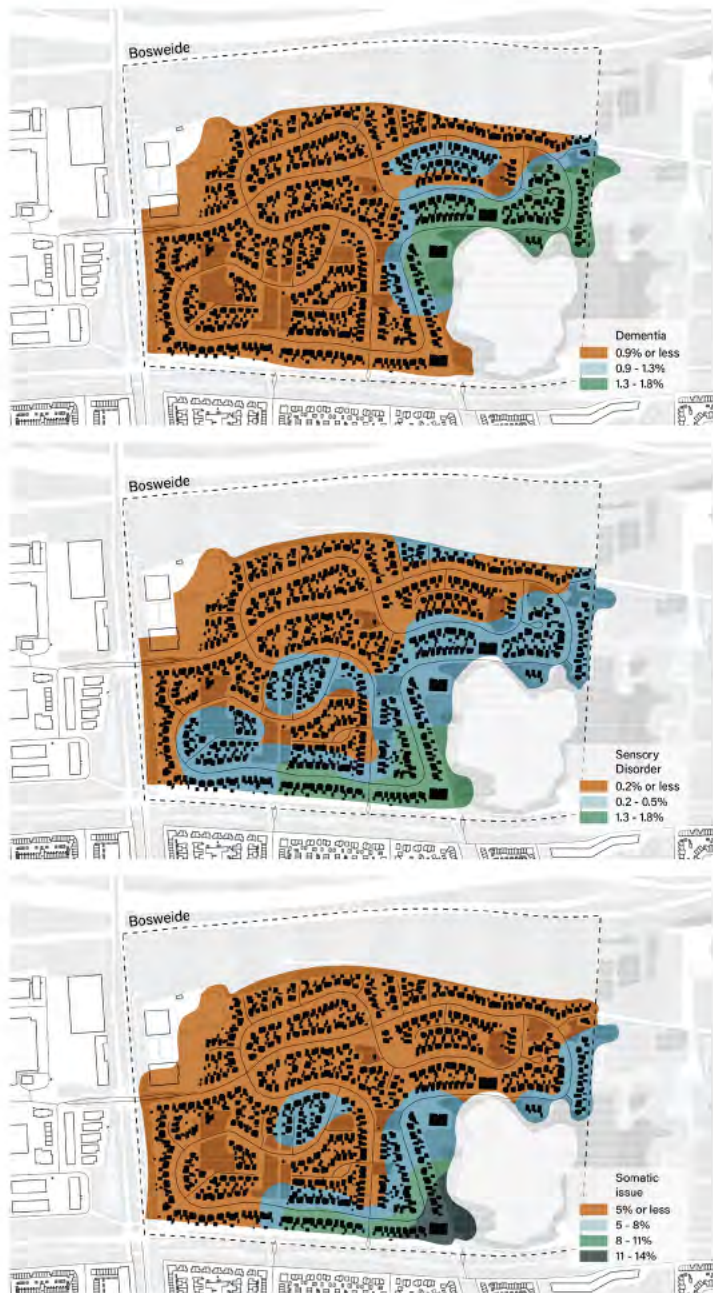 Bosweide
Dementia
0.9% or less
0.9 - 1.3%
1.3 - 1.8%
Bosweide
Sensory
Disorder
0.2% or less
0.2 - 0.5%
1.3 - 1.8%
Bosweide
Somatic
issue
5% or less
5 - 8%
8 - 11%
11 - 14%